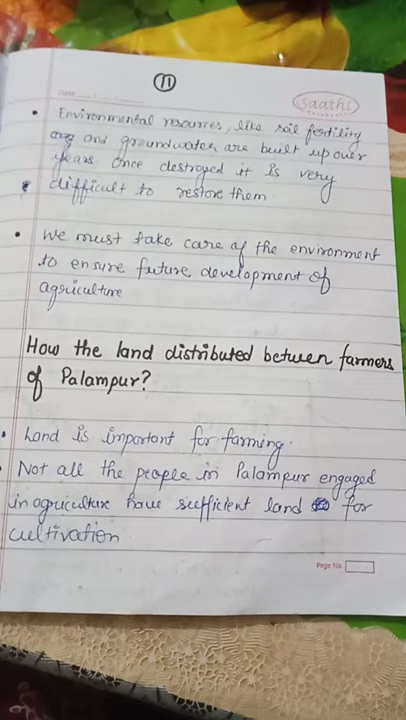 11
Date
Saathi
• Environmental resources, like soil fertility
and groundwater are built up over
years once destroyed it is very
difficult to restore them
• We must take care of the environment
to ensure future development of
agriculture
How the land distributed between farmers
of Palampur?
• Land is important for farming.
• Not all the people in Palampur engaged
in agriculture have sufficient land for
cultivation
Page No.